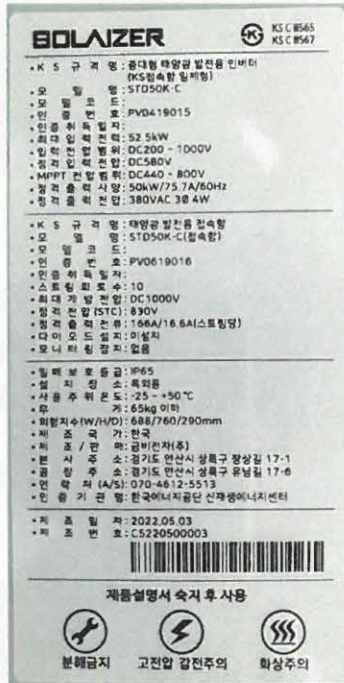 SOLAIZER
KS C 8565
KS C 8567
• K S 규 격 명 : 중대형 태양광 발전용 인버터
(KS접속함 일체형)
• 모 델 명 : STD50K-C
• 모 델 코 드 :
• 인 증 번 호 : PV0419015
• 인증 취득 일자 :
• 최대 입력 전력 : 52.5kW
• 입력 전압 범위 : DC200 - 1000V
• 정격 입력 전압 : DC580V
• MPPT 전압 범위 : DC440 - 800V
• 정격 출력 사양 : 50kW/75.7A/60Hz
• 정격 출력 전압 : 380VAC 3Ø 4W
• K S 규 격 명 : 태양광 발전용 접속함
• 모 델 명 : STD50K-C(접속함)
• 모 델 코 드 :
• 인 증 번 호 : PV0619016
• 인증 취득 일자 :
• 스트링 회로 수 : 10
• 최대 개방 전압 : DC1000V
• 정격 전압 (STC) : 830V
• 정격 출력 전류 : 166A/16.6A(스트링당)
• 다이오드 설치 : 미설치
• 모니터링 장치 : 없음
• 외함 보호 등급 : IP65
• 설 치 장 소 : 옥외용
• 사용 주위 온도 : -25 ~ +50°C
• 무 게 : 65kg 이하
• 외형치수(W/H/D) : 688/760/290mm
• 제 조 국 가 : 한국
• 제 조 / 판 매 : 금비전자(주)
• 본 사 주 소 : 경기도 안산시 상록구 장상길 17-1
• 공 장 주 소 : 경기도 안산시 상록구 유남길 17-6
• 연 락 처 (A/S) : 070-4612-5513
• 인 증 기 관 명 : 한국에너지공단 신재생에너지센터
• 제 조 일 자 : 2022.05.03
• 제 조 번 호 : C5220500003
제품설명서 숙지 후 사용
분해금지
고전압 감전주의
화상주의